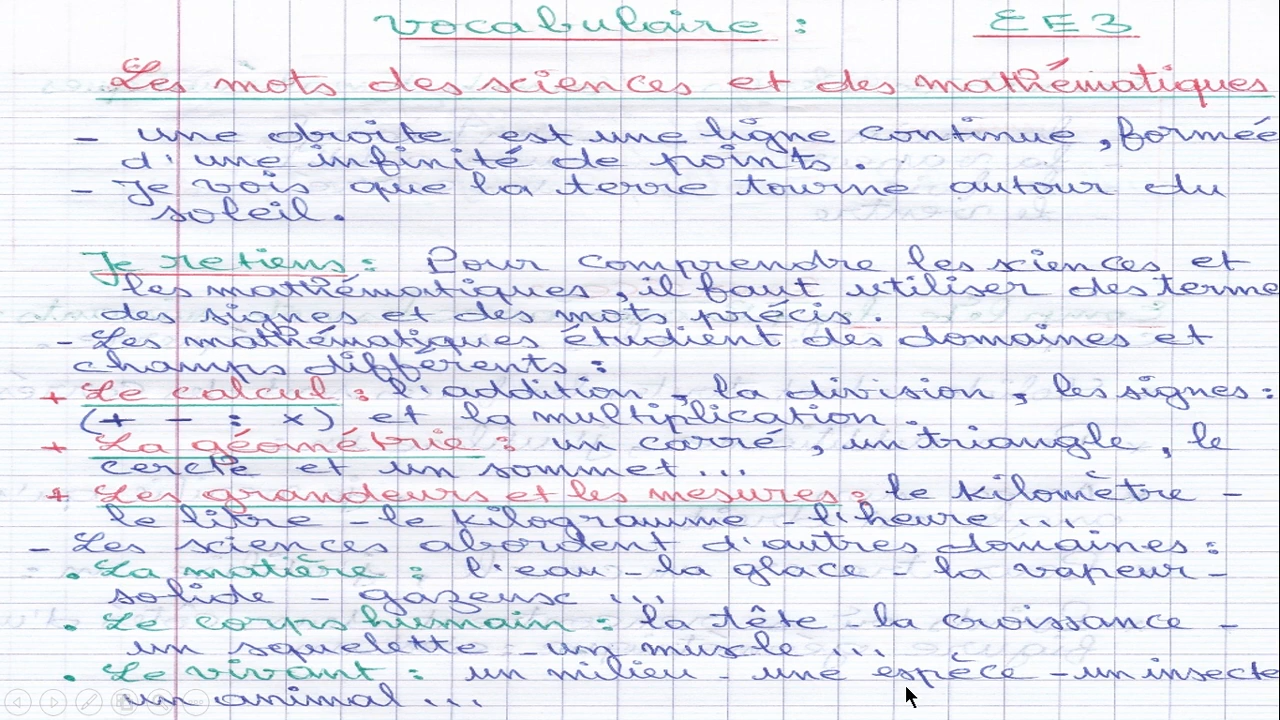 Vocabulaire : EE3
Les mots des sciences et des mathématiques
- une droite est une ligne continue, formée
d'une infinité de points.
- Je vois que la terre tourne autour du
soleil.
Je retiens : Pour comprendre les sciences et
les mathématiques, il faut utiliser des terme
des signes et des mots précis.
- Les mathématiques étudient des domaines et
champs différents :
+ Le calcul : l'addition, la division, les signes :
(+ - : x) et la multiplication
+ La géométrie : un carré, un triangle, le
cercle et un sommet...
+ Les grandeurs et les mesures : le kilomètre -
le litre - le kilogramme - l'heure ...
- Les sciences abordent d'autres domaines :
. La matière : l'eau - la glace - la vapeur -
solide - gazeuse ...
. Le corps humain : la tête - la croissance -
un squelette - un muscle ...
. Le vivant : un milieu - une espèce - un insecte
un animal ...